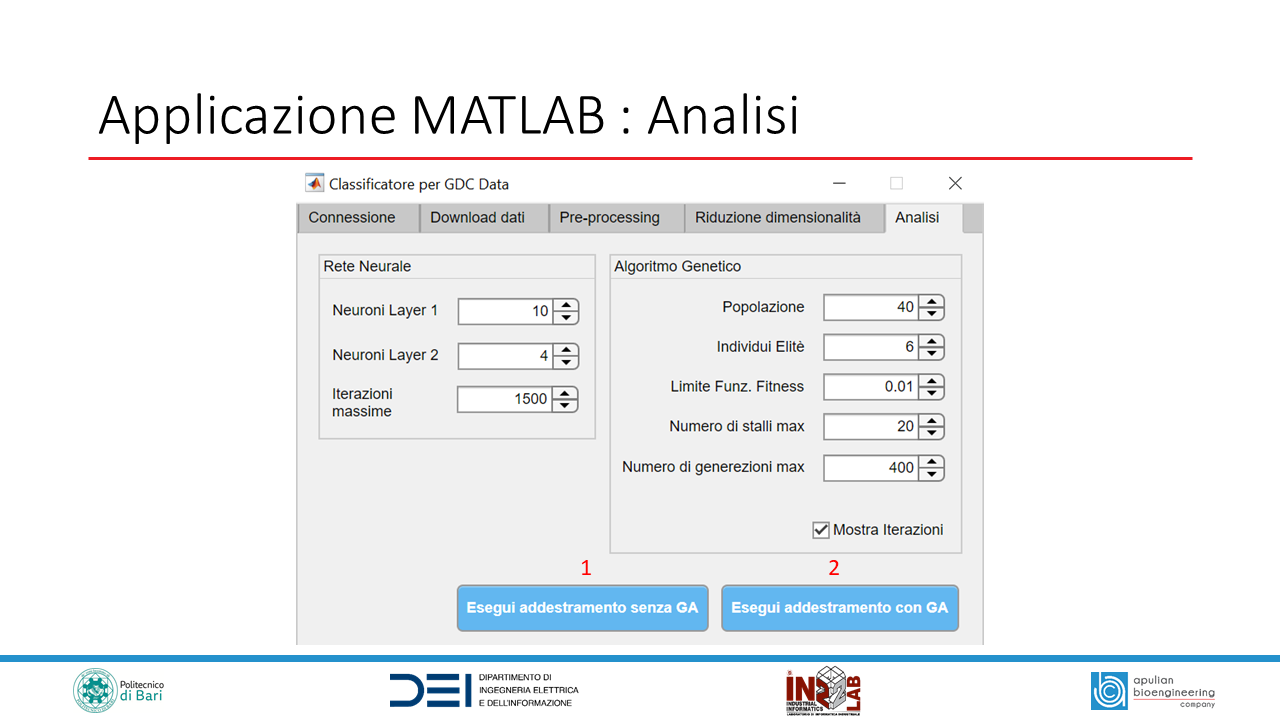 Applicazione MATLAB : Analisi
Classificatore per GDC Data
Connessione
Download dati
Pre-processing
Riduzione dimensionalità
Analisi
Rete Neurale
Neuroni Layer 1
10
Neuroni Layer 2
4
Iterazioni
massime
1500
Algoritmo Genetico
Popolazione
40
Individui Elitè
6
Limite Funz. Fitness
0.01
Numero di stalli max
20
Numero di generezioni max
400
Mostra Iterazioni
1
2
Esegui addestramento senza GA
Esegui addestramento con GA
Politecnico
di Bari
DEI
DIPARTIMENTO DI
INGEGNERIA ELETTRICA
E DELL'INFORMAZIONE
INDUSTRIAL
INFORMATICS
LAB
LABORATORIO DI INFORMATICA INDUSTRIALE
apulian
bioengineering
company